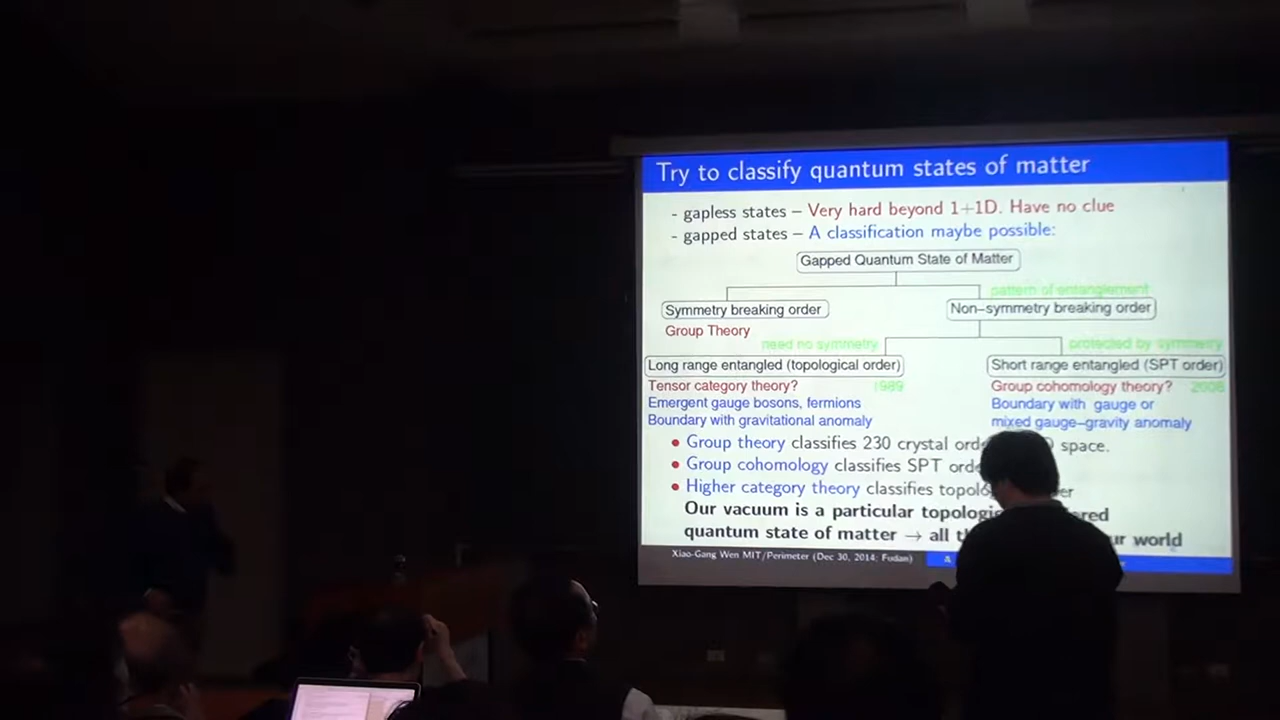 Try to classify quantum states of matter
- gapless states – Very hard beyond 1+1D. Have no clue
- gapped states – A classification maybe possible:
Gapped Quantum State of Matter
pattern of entanglement
Symmetry breaking order
Non–symmetry breaking order
Group Theory
need no symmetry
protected by symmetry
Long range entangled (topological order)
Short range entangled (SPT order)
Tensor category theory? 1989
Group cohomology theory? 2008
Emergent gauge bosons, fermions
Boundary with gauge or
Boundary with gravitational anomaly
mixed gauge–gravity anomaly
• Group theory classifies 230 crystal space.
• Group cohomology classifies SPT
• Higher category theory classifies
Our vacuum is a particular
quantum state of matter → all world
Xiao-Gang Wen MIT/Perimeter (Dec 30, 2014; Fudan)